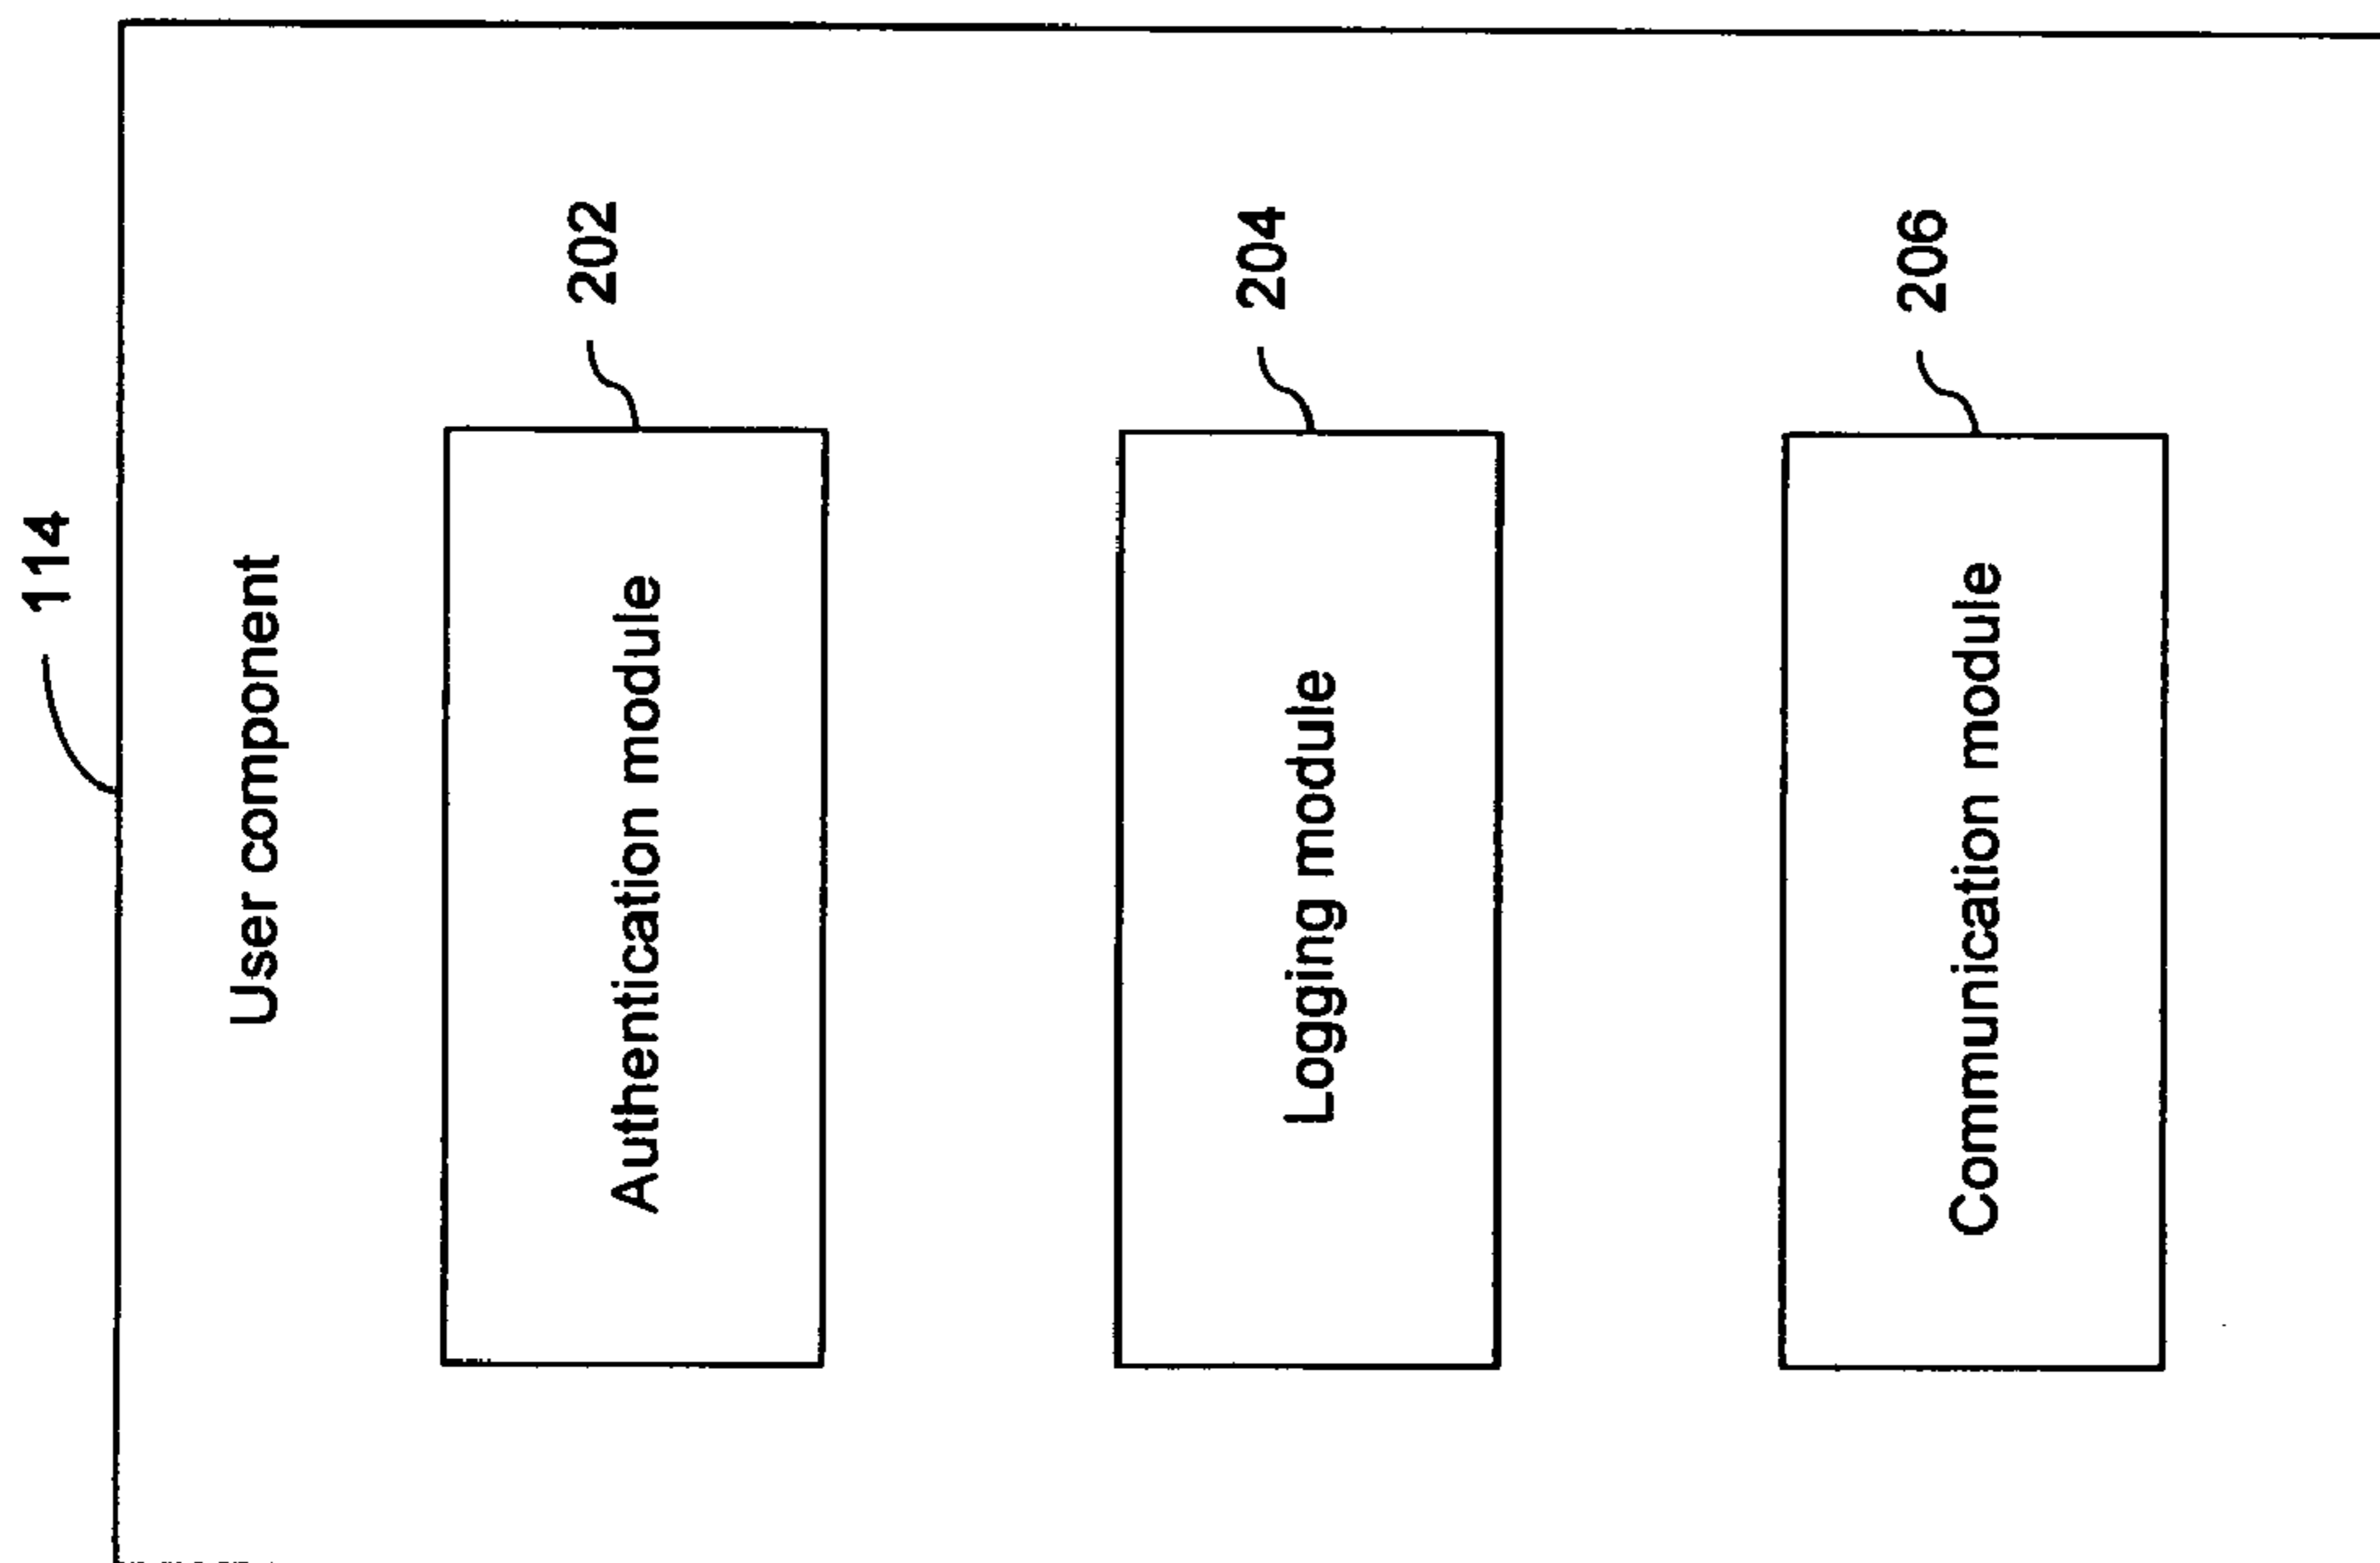 114
User component
202
Authentication module
204
Logging module
206
Communication module